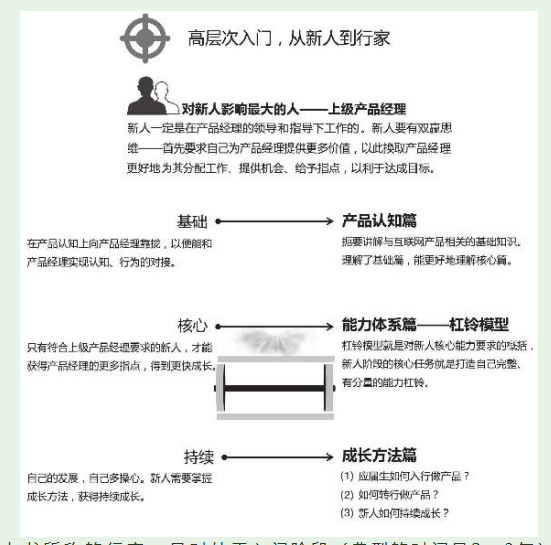 高层次入门，从新人到行家
对新人影响最大的人——上级产品经理
新人一定是在产品经理的领导和指导下工作的。新人要有双赢思
维——首先要求自己为产品经理提供更多价值，以此换取产品经理
更好地为其分配工作、提供机会、给予指点，以利于达成目标。
基础
产品认知篇
在产品认知上向产品经理靠拢，以便能和
产品经理实现认知、行为的对接。
扼要讲解与互联网产品相关的基础知识。
理解了基础篇，能更好地理解核心篇。
核心
能力体系篇——杠铃模型
只有符合上级产品经理要求的新人，才能
获得产品经理的更多指点，得到更快成长。
杠铃模型就是对新人核心能力要求的概括，
新人阶段的核心任务就是打造自己完整、
有分量的能力杠铃。
持续
成长方法篇
自己的发展，自己多操心。新人需要掌握
成长方法，获得持续成长。
(1) 应届生如何入行做产品？
(2) 如何转行做产品？
(3) 新人如何持续成长？